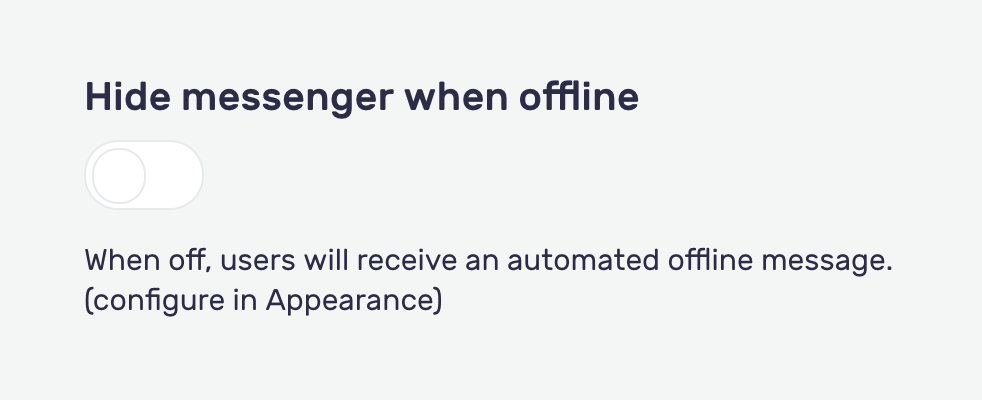 Hide messenger when offline
When off, users will receive an automated offline message.
(configure in Appearance)